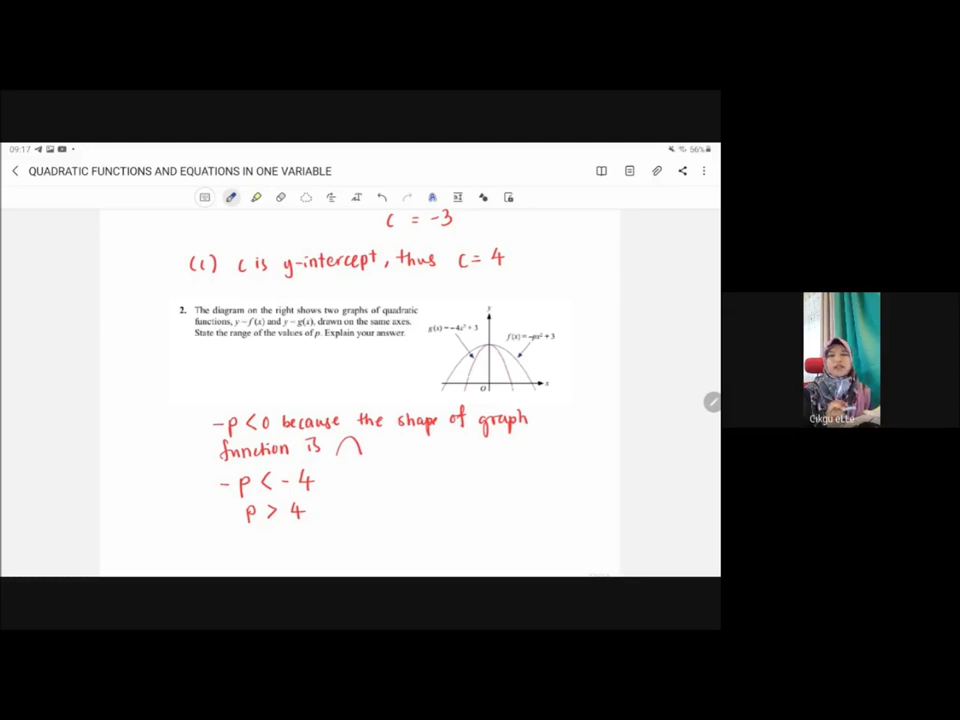 09:17
56%
QUADRATIC FUNCTIONS AND EQUATIONS IN ONE VARIABLE
c = -3
(c) c is y-intercept, thus c = 4
2. The diagram on the right shows two graphs of quadratic
functions, y = f(x) and y = g(x), drawn on the same axes.
State the range of the values of p. Explain your answer.
y
g(x) = -4x² + 3
f(x) = -px² + 3
x
O
-p < 0 because the shape of graph
function is
-p < -4
p > 4